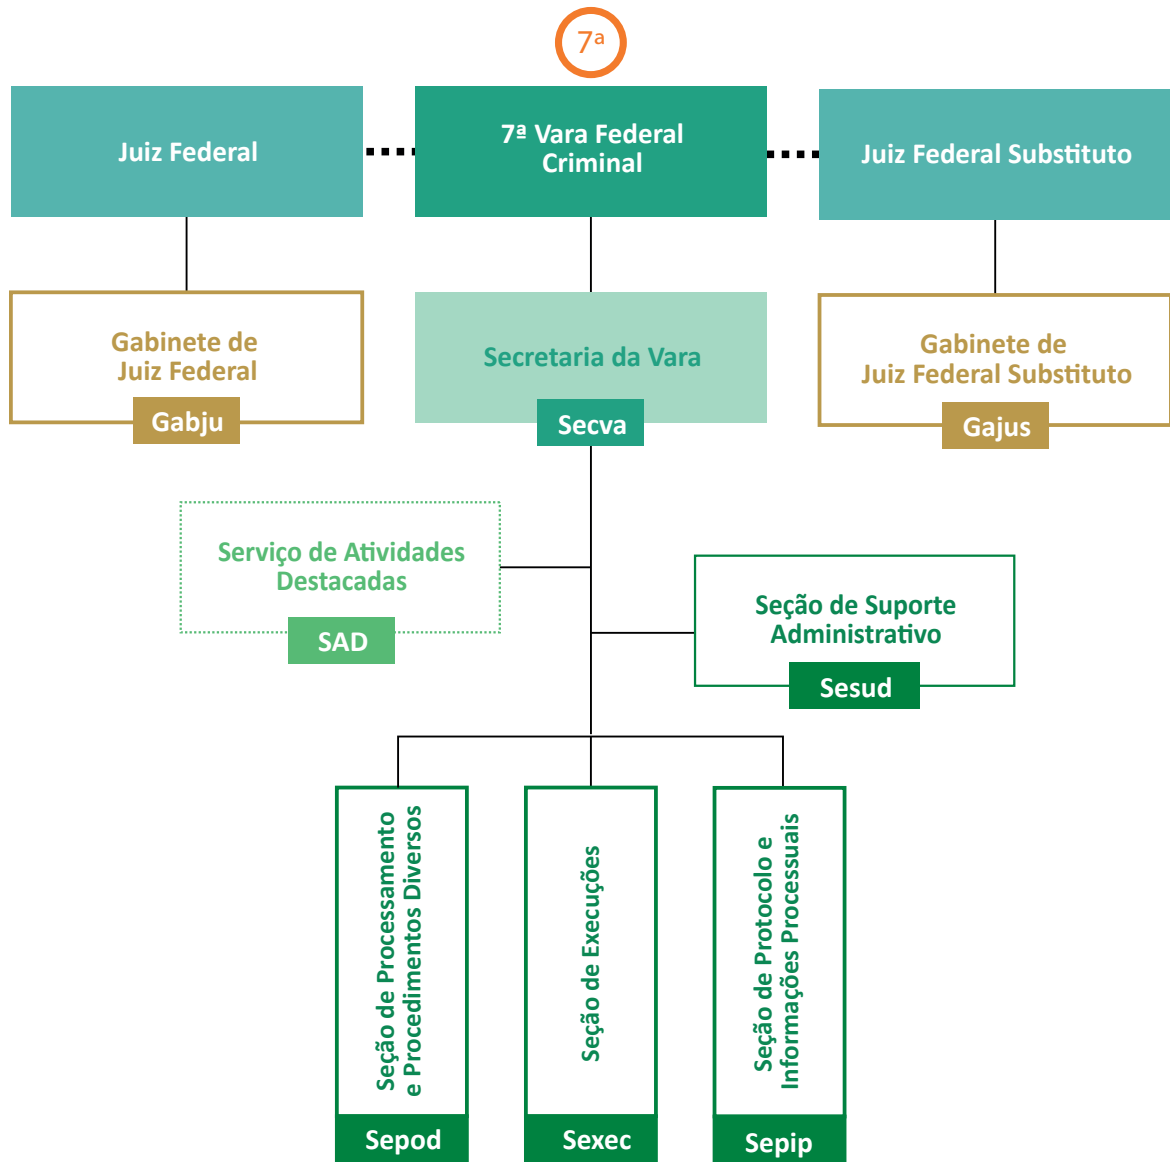 7ª
Juiz Federal
7ª Vara Federal
Criminal
Juiz Federal Substituto
Gabinete de
Juiz Federal
Gabju
Secretaria da Vara
Secva
Gabinete de
Juiz Federal Substituto
Gajus
Serviço de Atividades
Destacadas
SAD
Seção de Suporte
Administrativo
Sesud
Seção de Processamento
e Procedimentos Diversos
Sepod
Seção de Execuções
Sexec
Seção de Protocolo e
Informações Processuais
Sepip